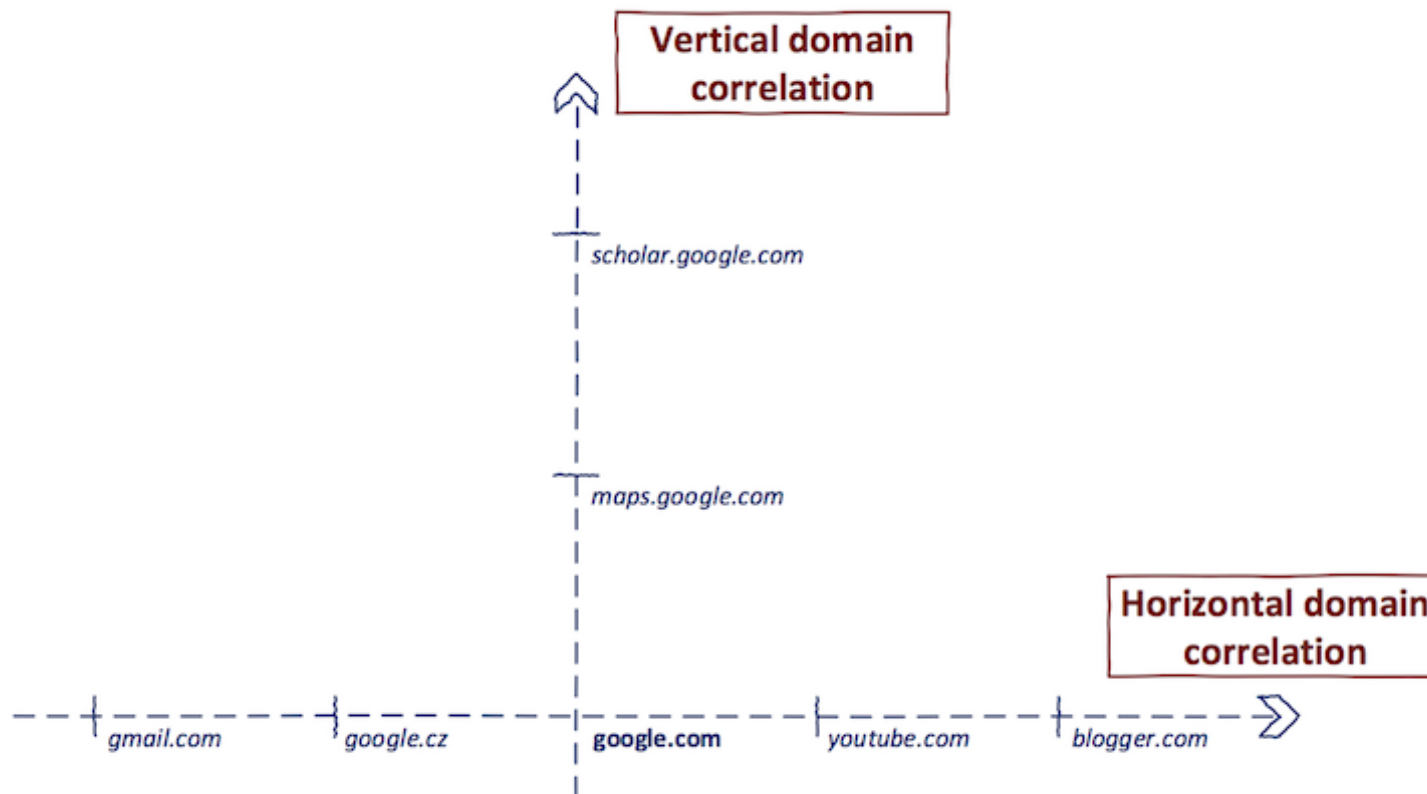 Vertical domain
correlation
scholar.google.com
maps.google.com
Horizontal domain
correlation
gmail.com
google.cz
google.com
youtube.com
blogger.com